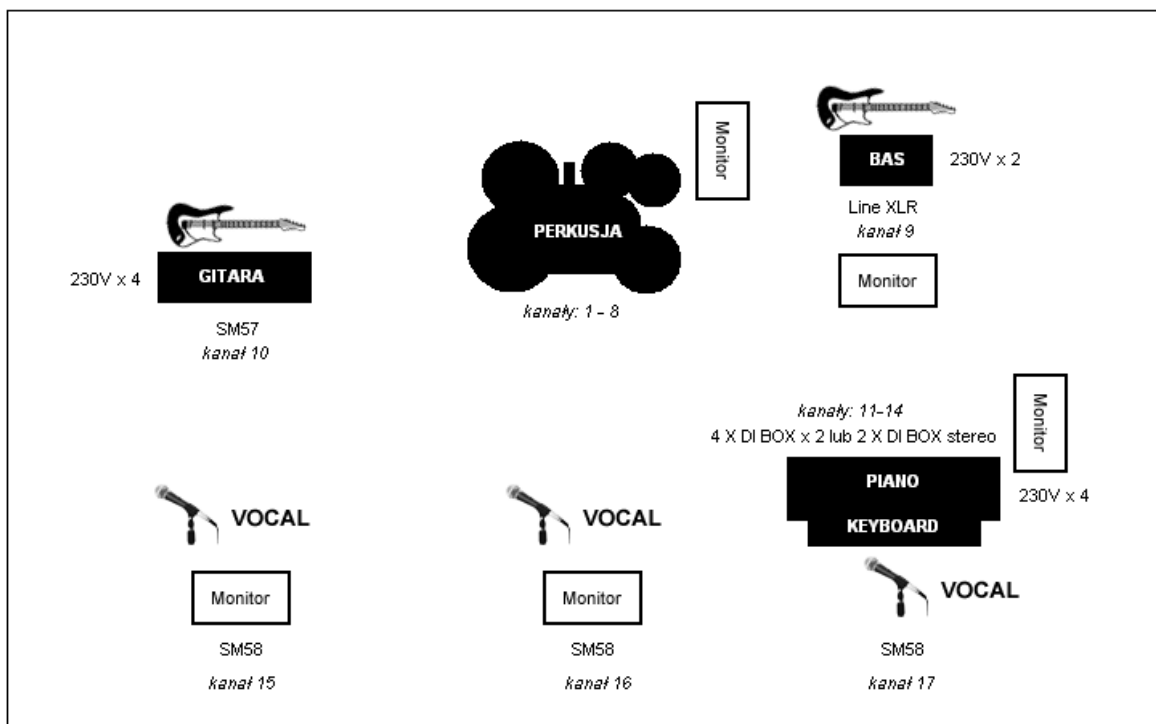 Monitor
BAS
230V x 2
Line XLR
kanał 9
Monitor
PERKUSJA
kanały: 1 - 8
230V x 4
GITARA
SM57
kanał 10
kanały: 11-14
4 X DI BOX x 2 lub 2 X DI BOX stereo
Monitor
PIANO
230V x 4
KEYBOARD
VOCAL
Monitor
SM58
kanał 15
VOCAL
Monitor
SM58
kanał 16
VOCAL
SM58
kanał 17